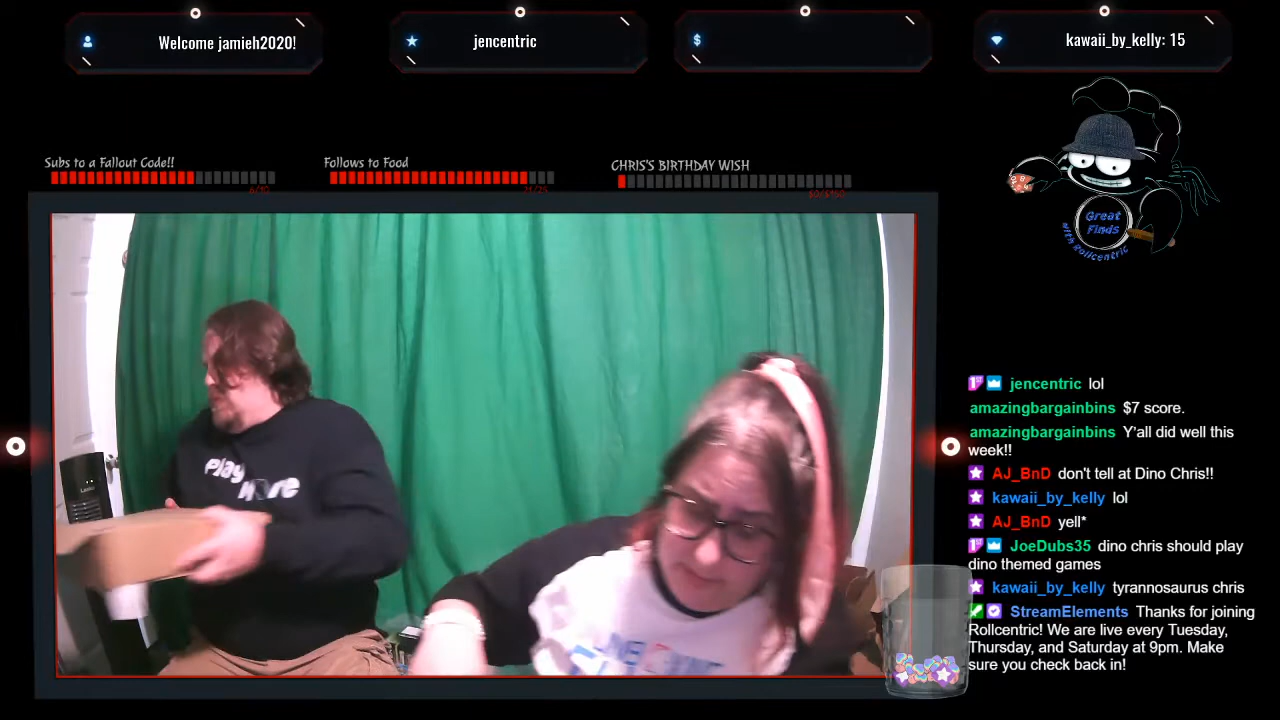 Welcome jamieh2020!
jencentric
$
kawaii_by_kelly: 15
Subs to a Fallout Code!!
Follows to Food
CHRIS'S BIRTHDAY WISH
Great
Finds
with Rollcentric
Play
More
jencentric lol
amazingbargainbins $7 score.
amazingbargainbins Y'all did well this
week!!
AJ_BnD don't tell at Dino Chris!!
kawaii_by_kelly lol
AJ_BnD yell*
JoeDubs35 dino chris should play
dino themed games
kawaii_by_kelly tyrannosaurus chris
StreamElements Thanks for joining
Rollcentric! We are live every Tuesday,
Thursday, and Saturday at 9pm. Make
sure you check back in!